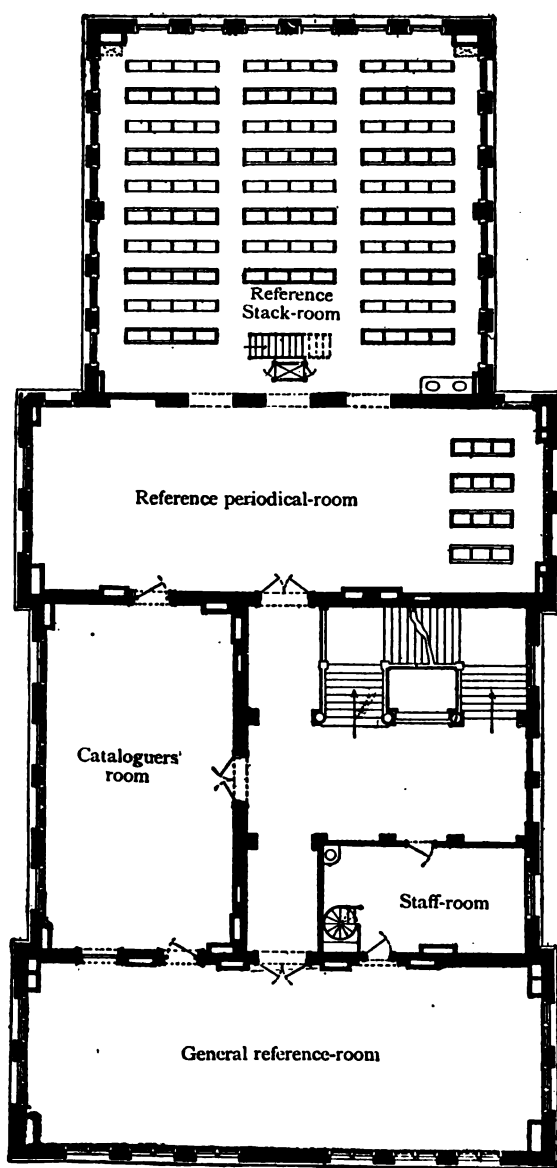 Reference
Stack-room
Reference periodical-room
Cataloguers'
room
Staff-room
General reference-room